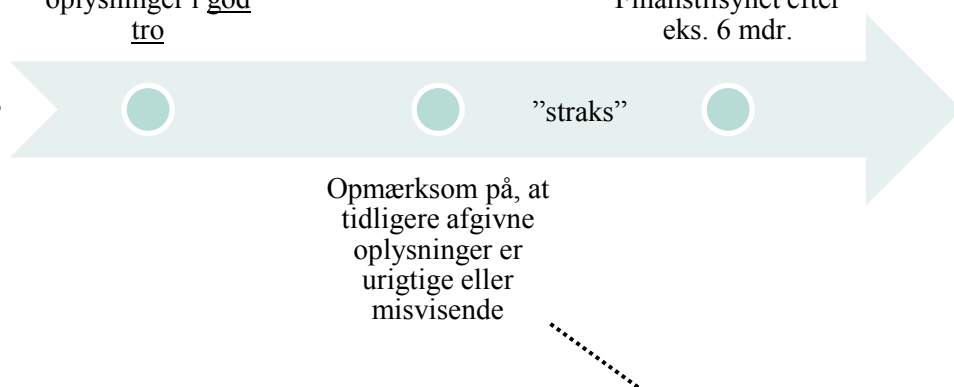 oplysninger i god
tro
Finanstilsynet efter
eks. 6 mdr.
”straks”
Opmærksom på, at
tidligere afgivne
oplysninger er
urigtige eller
misvisende